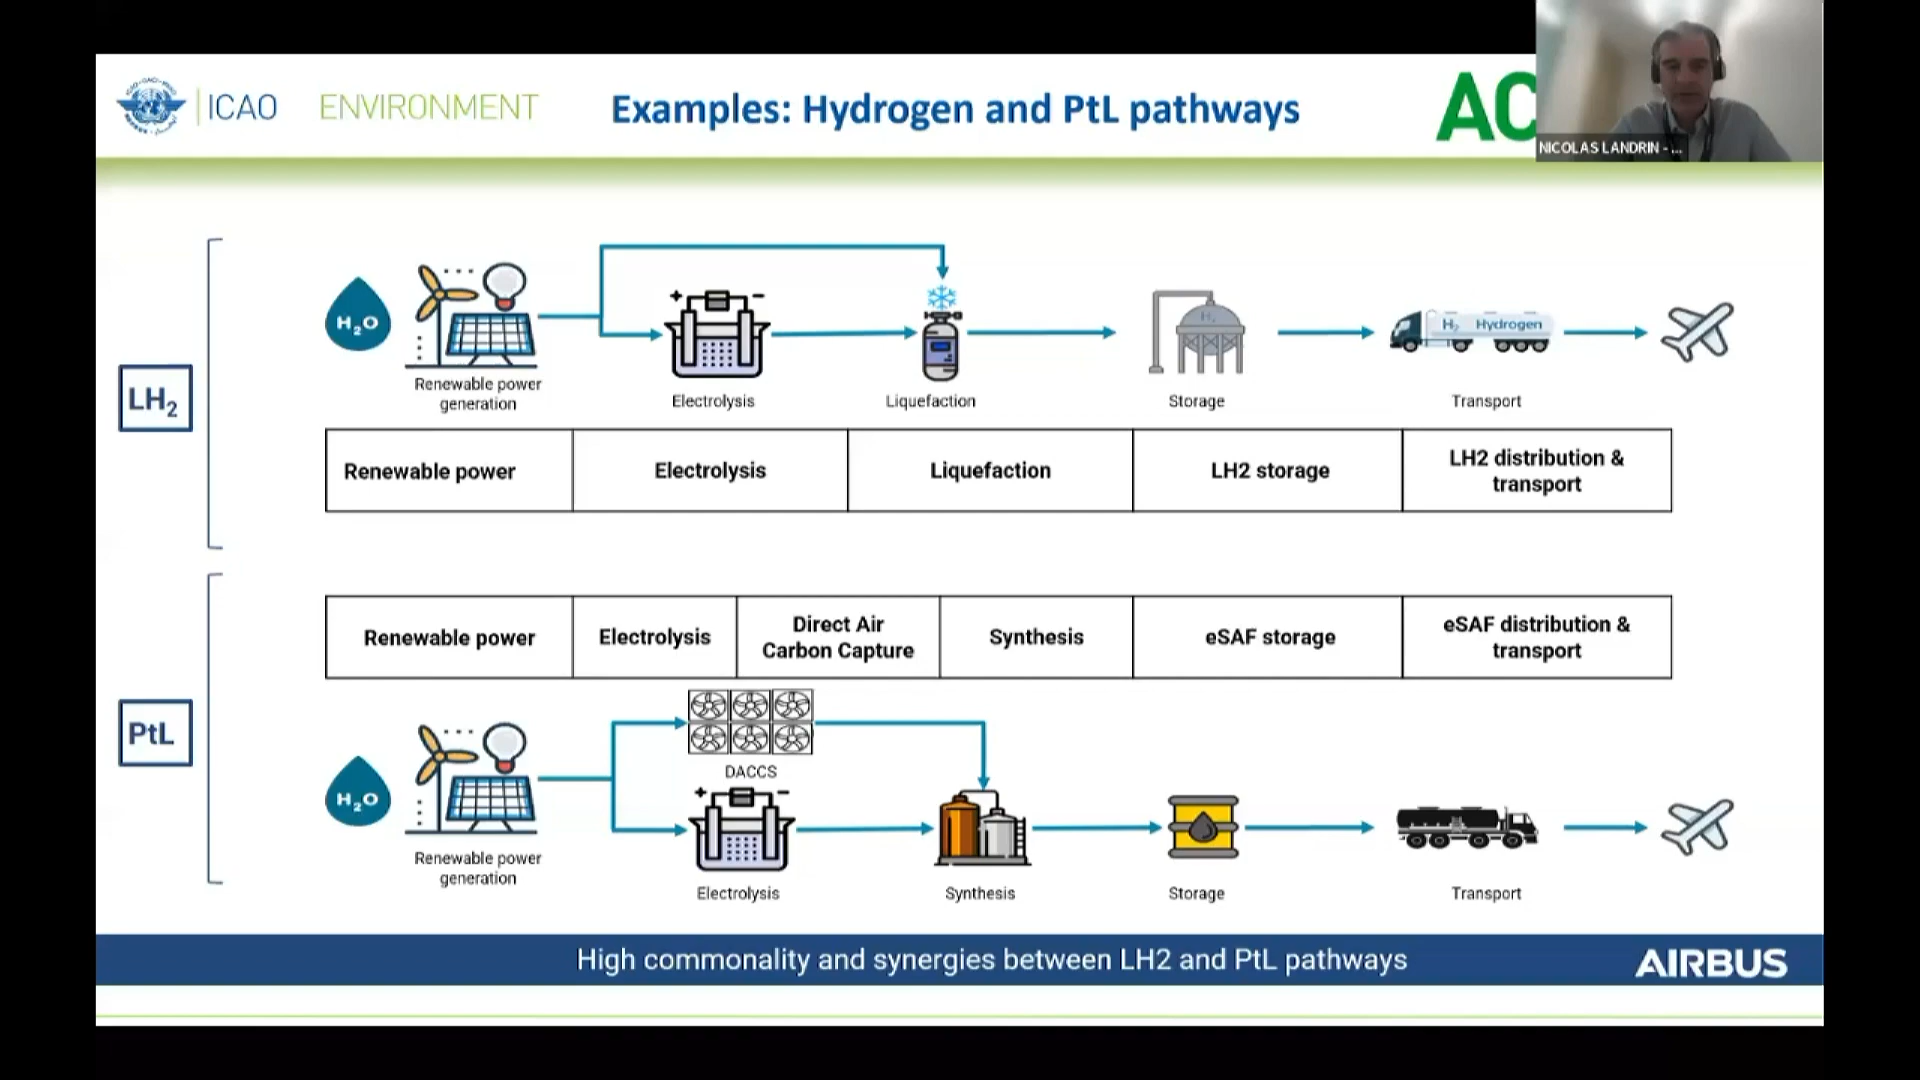 ICAO ENVIRONMENT
Examples: Hydrogen and PtL pathways
AC
NICOLAS LANDRIN - ...
LH₂
H₂O
Renewable power
generation
Electrolysis
Liquefaction
H₂
Storage
H₂ Hydrogen
Transport
Renewable power
Electrolysis
Liquefaction
LH2 storage
LH2 distribution &
transport
PtL
Renewable power
Electrolysis
Direct Air
Carbon Capture
Synthesis
eSAF storage
eSAF distribution &
transport
H₂O
Renewable power
generation
DACCS
Electrolysis
Synthesis
Storage
Transport
High commonality and synergies between LH2 and PtL pathways
AIRBUS